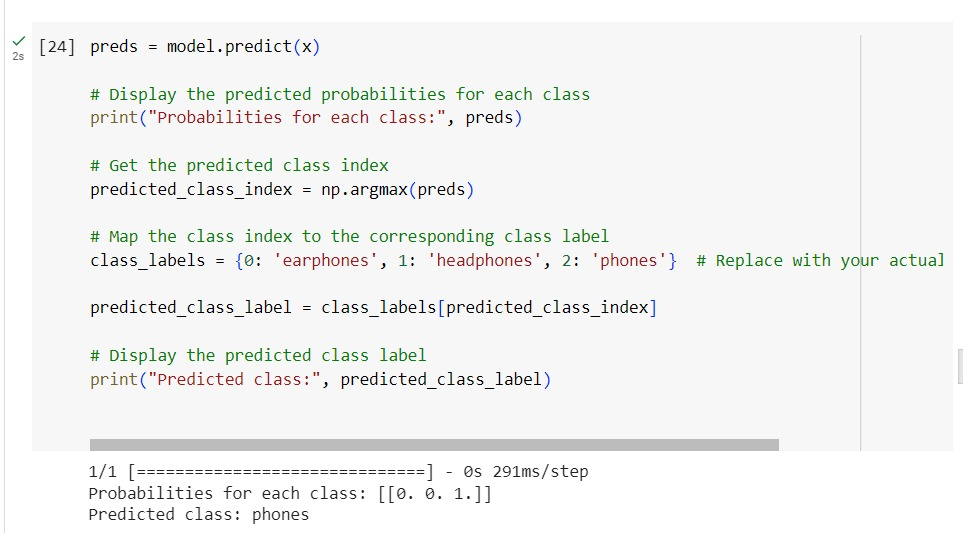 [24] preds = model.predict(x)
2s
# Display the predicted probabilities for each class
print("Probabilities for each class:", preds)
# Get the predicted class index
predicted_class_index = np.argmax(preds)
# Map the class index to the corresponding class label
class_labels = {0: 'earphones', 1: 'headphones', 2: 'phones'}  # Replace with your actual
predicted_class_label = class_labels[predicted_class_index]
# Display the predicted class label
print("Predicted class:", predicted_class_label)
1/1 [==============================] - 0s 291ms/step
Probabilities for each class: [[0. 0. 1.]]
Predicted class: phones